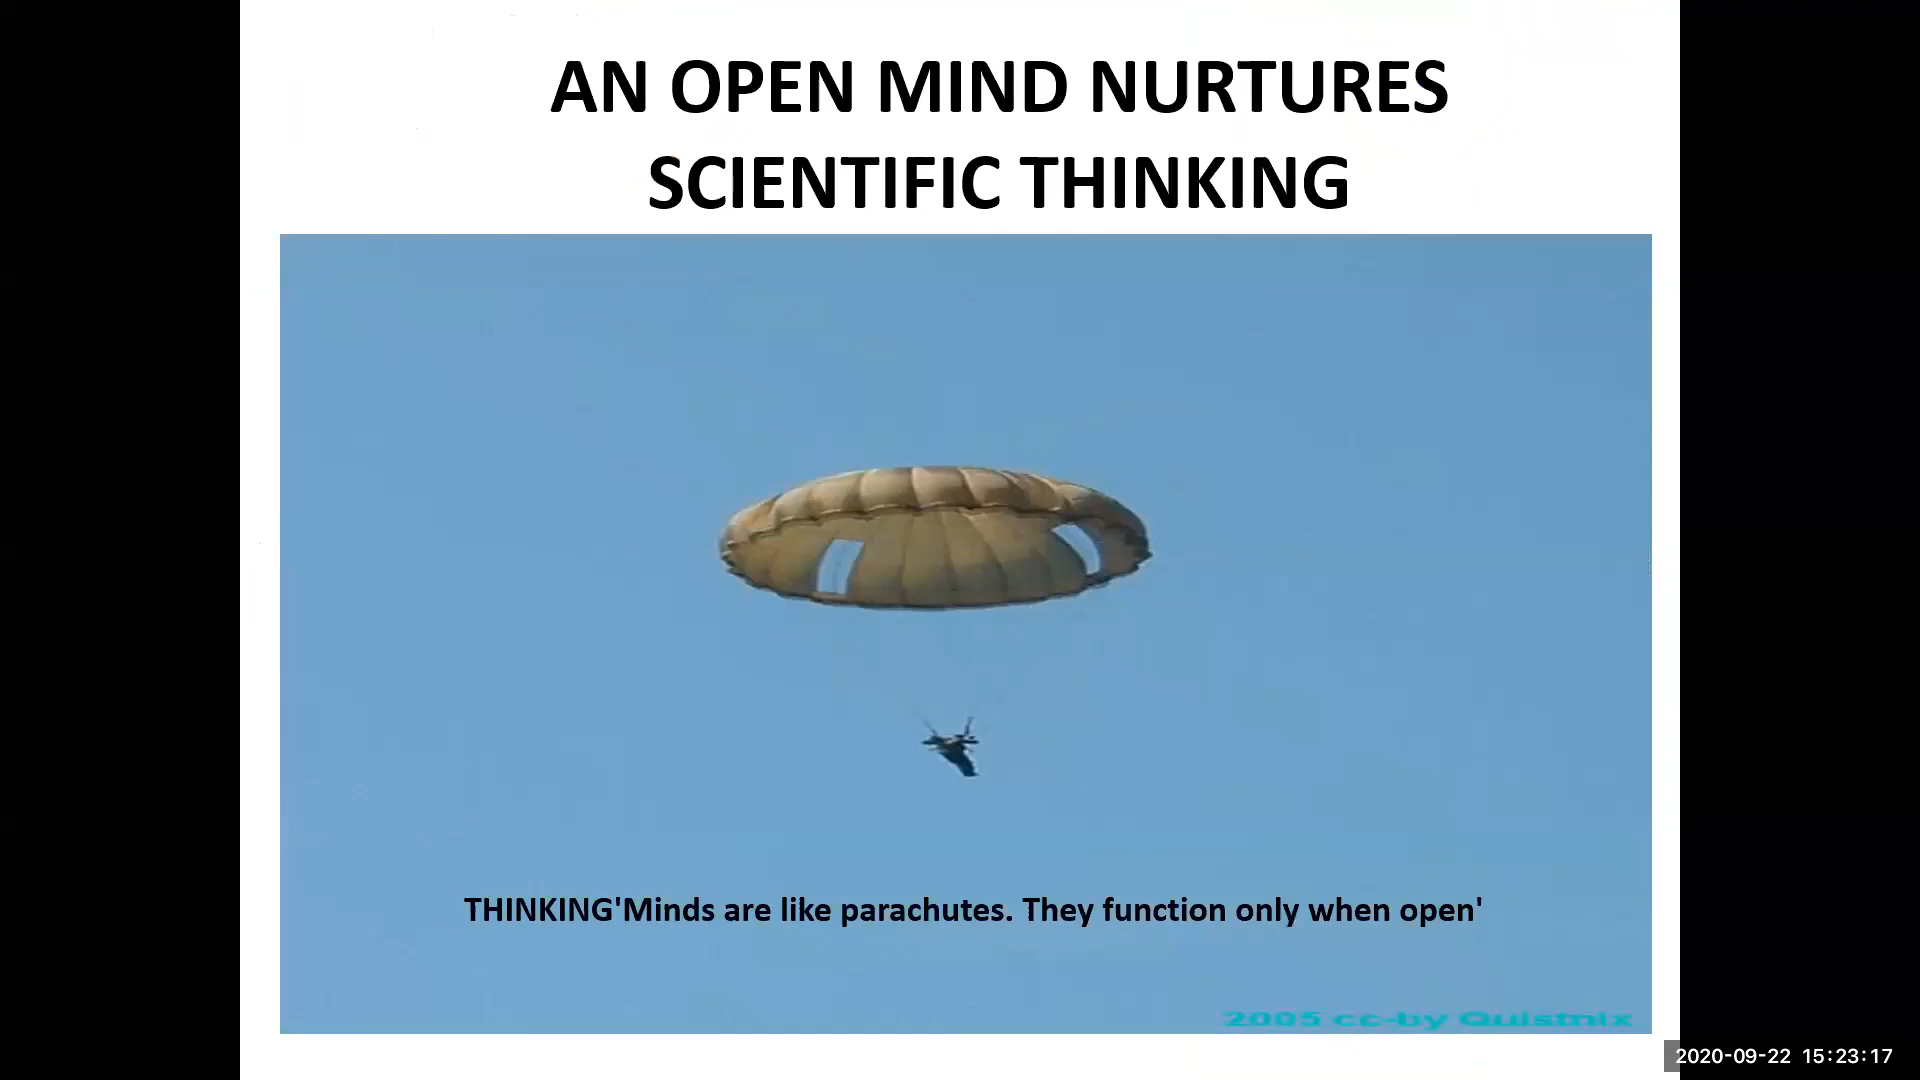 AN OPEN MIND NURTURES
SCIENTIFIC THINKING
THINKING'Minds are like parachutes. They function only when open'
2005 cc-by Quistnix
2020-09-22 15:23:17